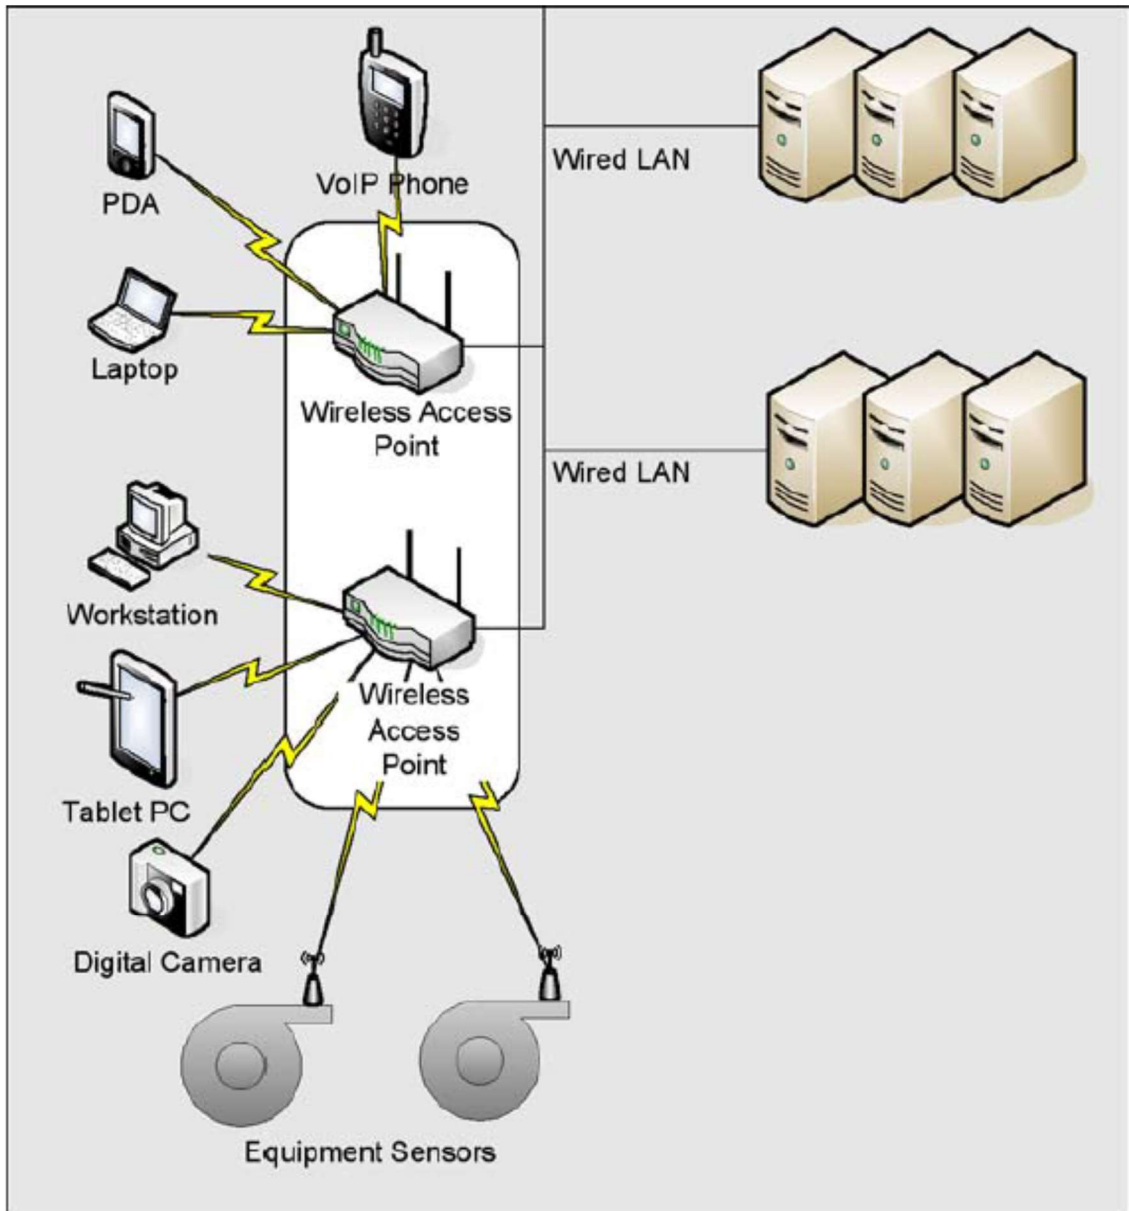 VoIP Phone
PDA
Wired LAN
Laptop
Wireless Access
Point
Wired LAN
Workstation
Wireless
Access
Point
Tablet PC
Digital Camera
Equipment Sensors